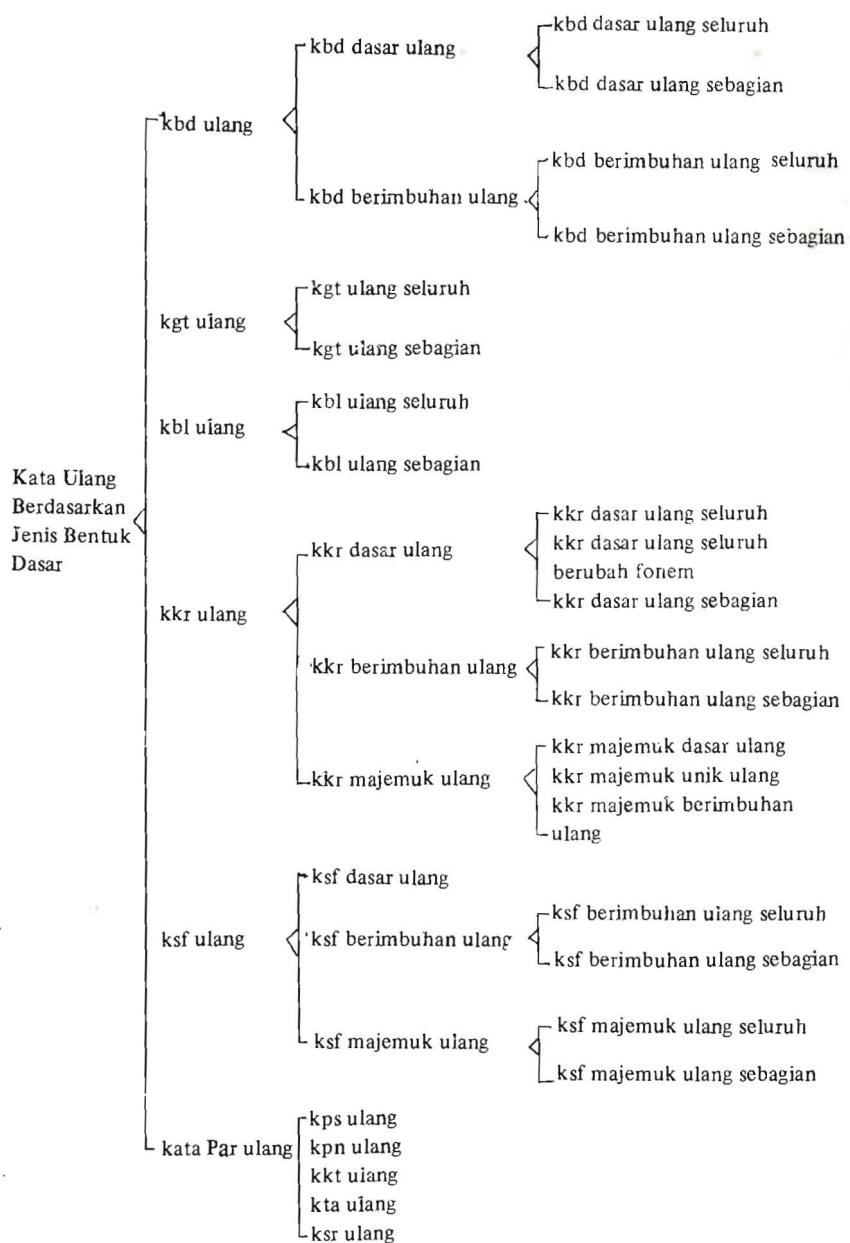 Kata Ulang
Berdasarkan
Jenis Bentuk
Dasar
kbd ulang
kbd dasar ulang
kbd dasar ulang seluruh
kbd dasar ulang sebagian
kbd berimbuhan ulang
kbd berimbuhan ulang seluruh
kbd berimbuhan ulang sebagian
kgt ulang
kgt ulang seluruh
kgt ulang sebagian
kbl ulang
kbl ulang seluruh
kbl ulang sebagian
kkr ulang
kkr dasar ulang
kkr dasar ulang seluruh
kkr dasar ulang seluruh
berubah fonem
kkr dasar ulang sebagian
kkr berimbuhan ulang
kkr berimbuhan ulang seluruh
kkr berimbuhan ulang sebagian
kkr majemuk ulang
kkr majemuk dasar ulang
kkr majemuk unik ulang
kkr majemuk berimbuhan
ulang
ksf ulang
ksf dasar ulang
ksf berimbuhan ulang
ksf berimbuhan ulang seluruh
ksf berimbuhan ulang sebagian
ksf majemuk ulang
ksf majemuk ulang seluruh
ksf majemuk ulang sebagian
kata Par ulang
kps ulang
kpn ulang
kkt ulang
kta ulang
ksr ulang